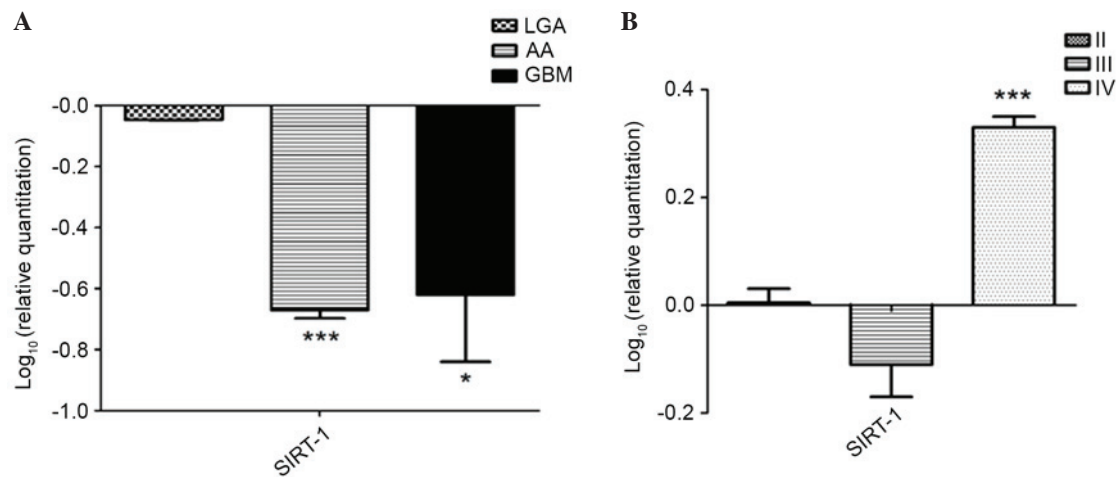 A
LGA
AA
GBM
-0.0
-0.2
-0.4
-0.6
-0.8
-1.0
Log₁₀ (relative quantitation)
***
*
SIRT-1
B
II
III
IV
0.4
0.2
0.0
-0.2
Log₁₀ (relative quantitation)
***
SIRT-1